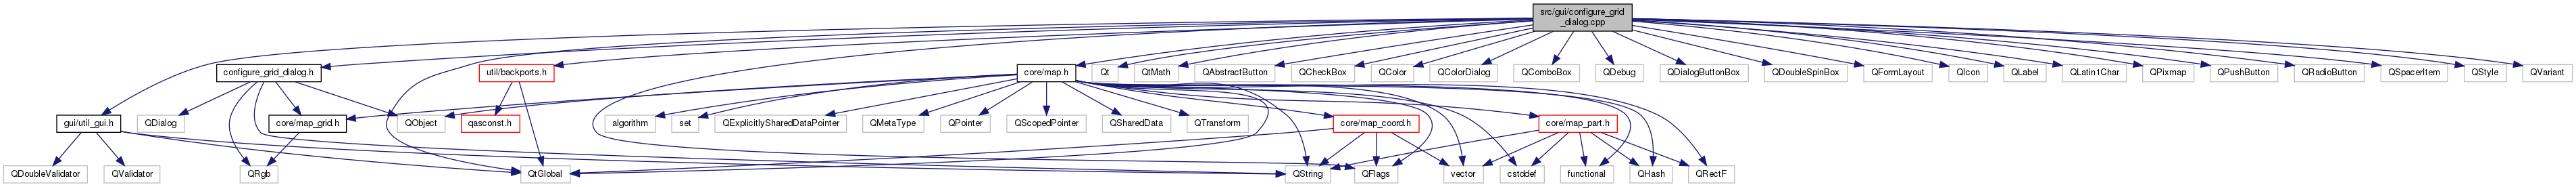 src/gui/configure_grid
_dialog.cpp
configure_grid_dialog.h
util/backports.h
core/map.h
Qt
QtMath
QAbstractButton
QCheckBox
QColor
QColorDialog
QComboBox
QDebug
QDialogButtonBox
QDoubleSpinBox
QFormLayout
QIcon
QLabel
QLatin1Char
QPixmap
QPushButton
QRadioButton
QSpacerItem
QStyle
QVariant
gui/util_gui.h
QDialog
core/map_grid.h
QObject
qasconst.h
algorithm
set
QExplicitlySharedDataPointer
QMetaType
QPointer
QScopedPointer
QSharedData
QTransform
core/map_coord.h
core/map_part.h
QDoubleValidator
QValidator
QRgb
QtGlobal
QString
QFlags
vector
cstddef
functional
QHash
QRectF